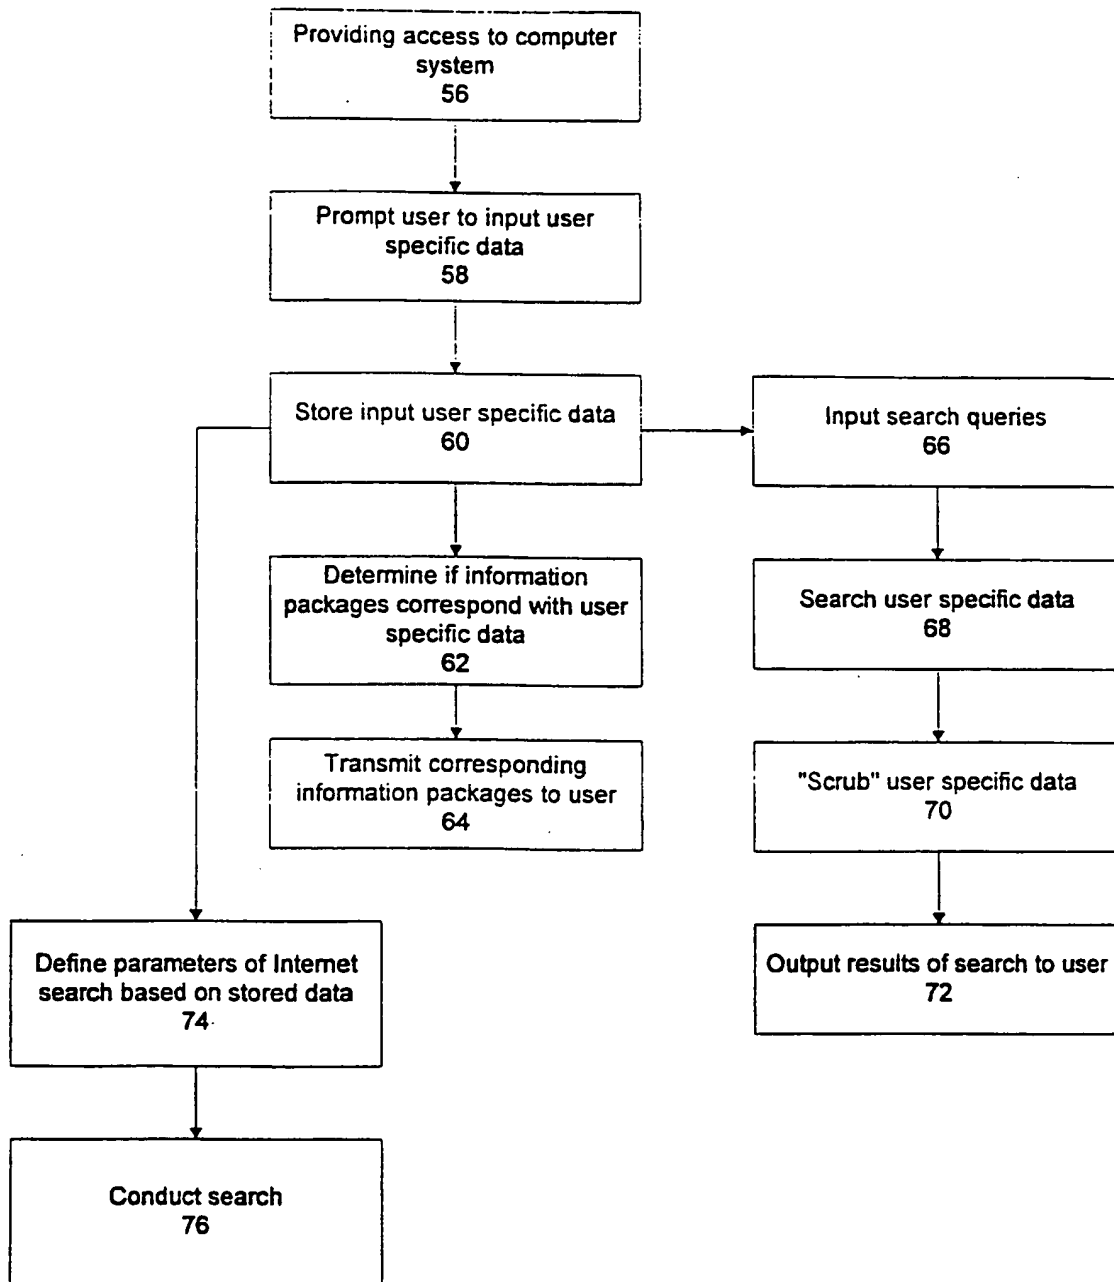 Providing access to computer
system
56
Prompt user to input user
specific data
58
Store input user specific data
60
Input search queries
66
Determine if information
packages correspond with user
specific data
62
Search user specific data
68
Transmit corresponding
information packages to user
64
"Scrub" user specific data
70
Define parameters of Internet
search based on stored data
74
Output results of search to user
72
Conduct search
76